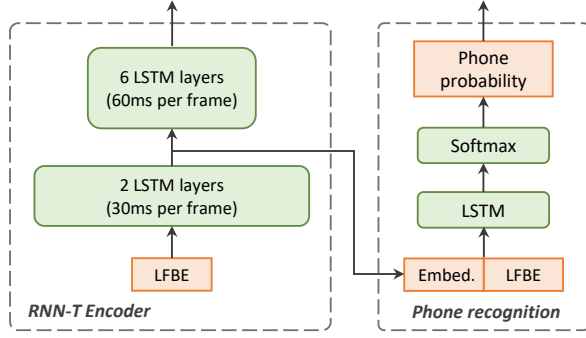 6 LSTM layers
(60ms per frame)
2 LSTM layers
(30ms per frame)
LFBE
RNN-T Encoder
Phone
probability
Softmax
LSTM
Embed. LFBE
Phone recognition